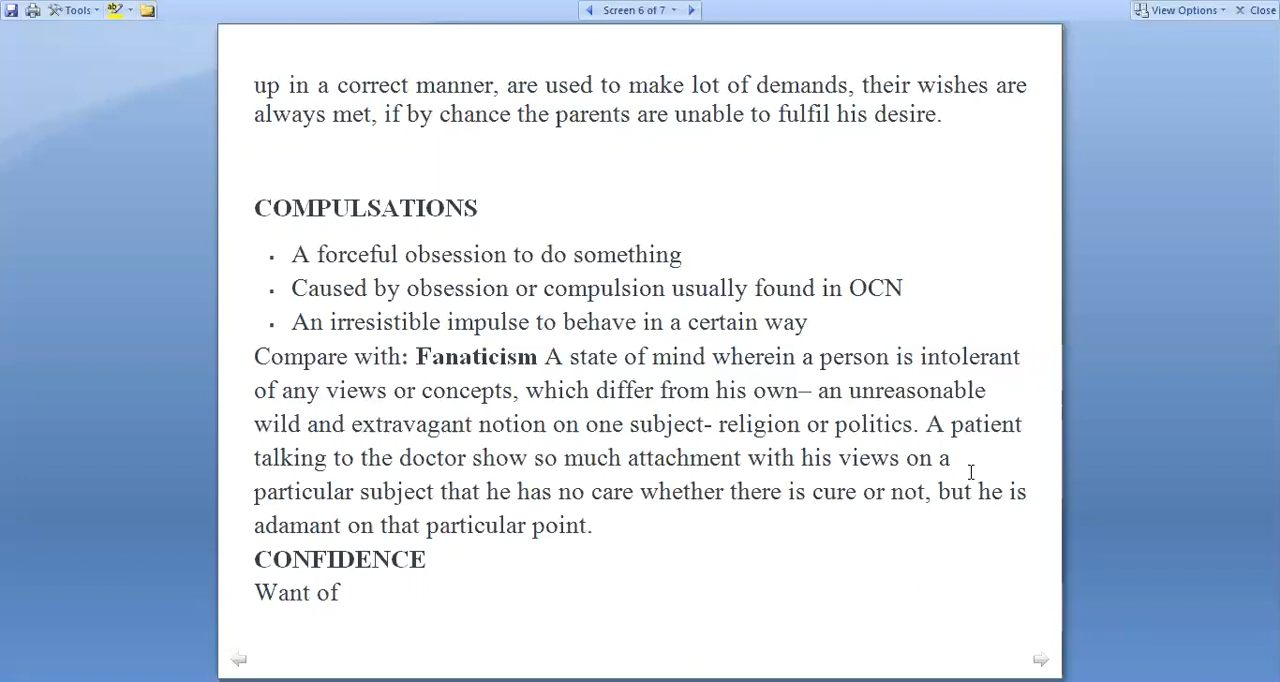 Tools
Screen 6 of 7
View Options
Close
up in a correct manner, are used to make lot of demands, their wishes are
always met, if by chance the parents are unable to fulfil his desire.
COMPULSATIONS
▪ A forceful obsession to do something
▪ Caused by obsession or compulsion usually found in OCN
▪ An irresistible impulse to behave in a certain way
Compare with: Fanaticism A state of mind wherein a person is intolerant
of any views or concepts, which differ from his own– an unreasonable
wild and extravagant notion on one subject- religion or politics. A patient
talking to the doctor show so much attachment with his views on a
particular subject that he has no care whether there is cure or not, but he is
adamant on that particular point.
CONFIDENCE
Want of